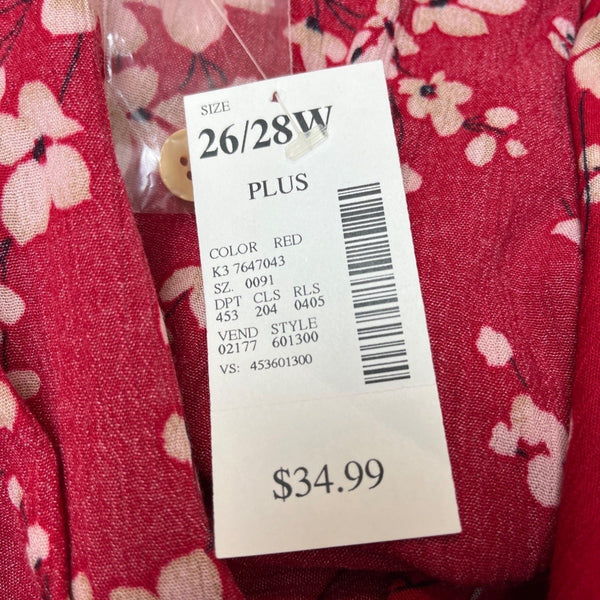 SIZE
26/28W
PLUS
COLOR RED
K3 7647043
SZ. 0091
DPT CLS RLS
453 204 0405
VEND STYLE
02177 601300
VS: 453601300
$34.99